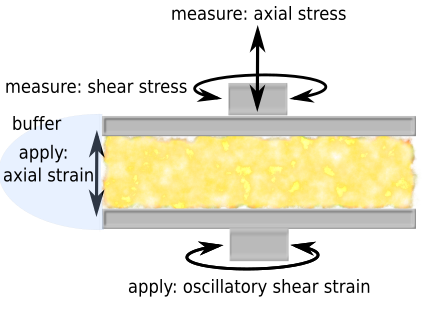 measure: axial stress
measure: shear stress
buffer
apply:
axial strain
apply: oscillatory shear strain